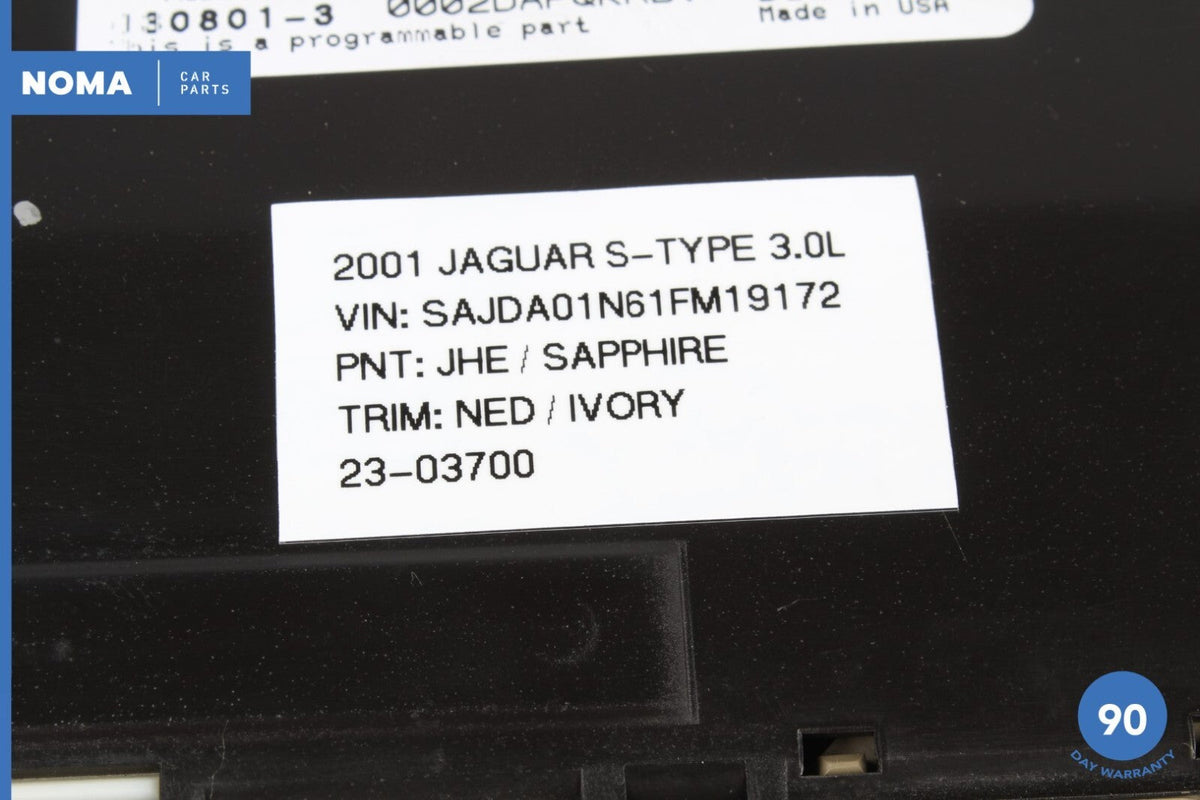 30801-3
is a programmable part
Made in USA
NOMA
CAR
PARTS
2001 JAGUAR S-TYPE 3.0L
VIN: SAJDA01N61FM19172
PNT: JHE / SAPPHIRE
TRIM: NED / IVORY
23-03700
90
DAY WARRANTY